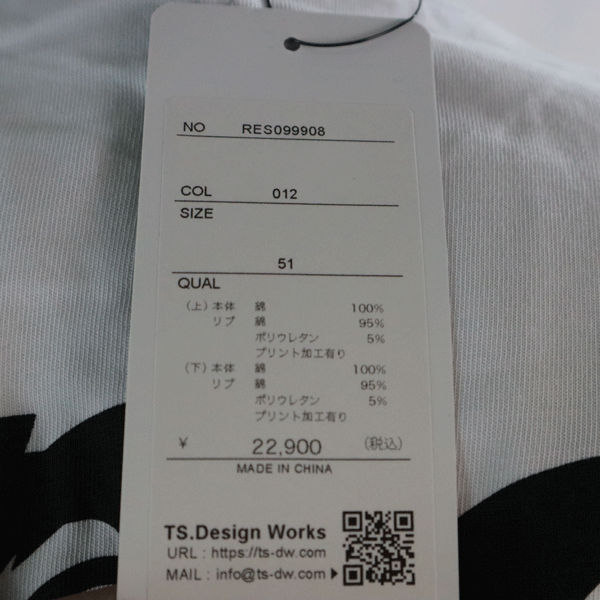 NO RES099908
COL 012
SIZE
51
QUAL
(上) 本体 綿 100%
リブ 綿 95%
ポリウレタン 5%
プリント加工有り
(下) 本体 綿 100%
リブ 綿 95%
ポリウレタン 5%
プリント加工有り
¥ 22,900 (税込)
MADE IN CHINA
TS.Design Works
URL : https://ts-dw.com
MAIL : info@ts-dw.com